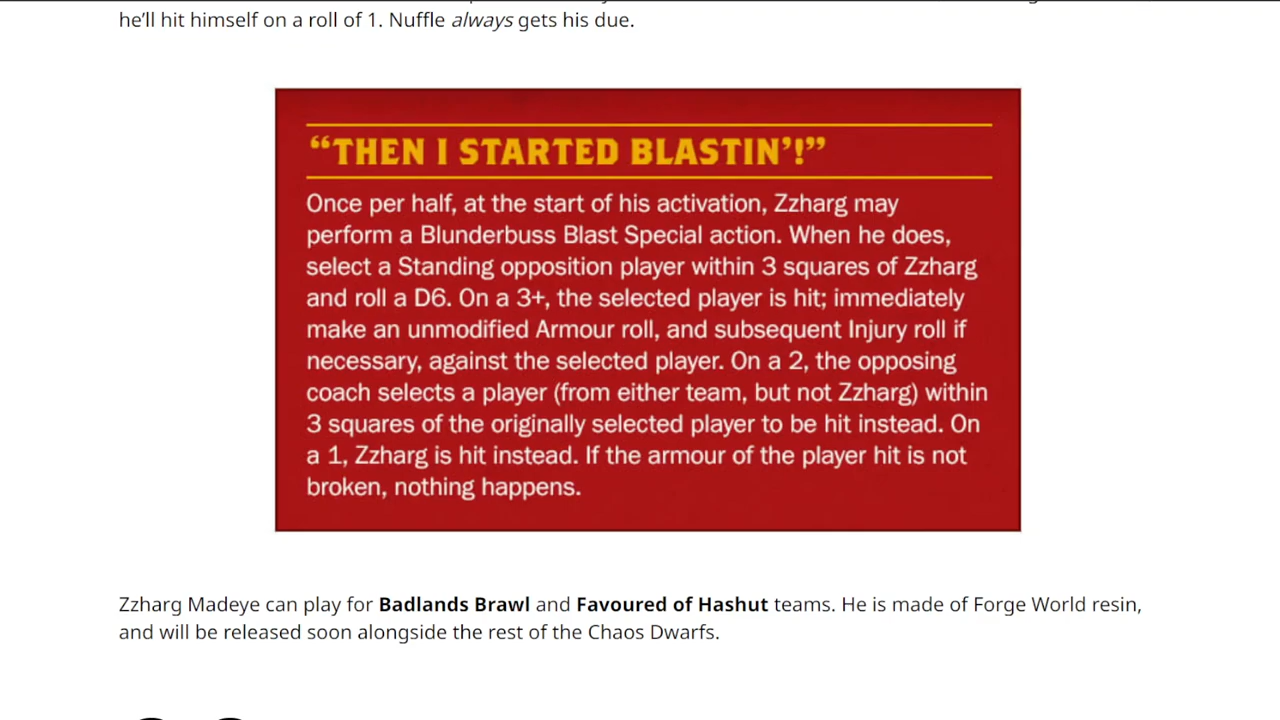 he’ll hit himself on a roll of 1. Nuffle always gets his due.
“THEN I STARTED BLASTIN’!”
Once per half, at the start of his activation, Zzharg may
perform a Blunderbuss Blast Special action. When he does,
select a Standing opposition player within 3 squares of Zzharg
and roll a D6. On a 3+, the selected player is hit; immediately
make an unmodified Armour roll, and subsequent Injury roll if
necessary, against the selected player. On a 2, the opposing
coach selects a player (from either team, but not Zzharg) within
3 squares of the originally selected player to be hit instead. On
a 1, Zzharg is hit instead. If the armour of the player hit is not
broken, nothing happens.
Zzharg Madeye can play for Badlands Brawl and Favoured of Hashut teams. He is made of Forge World resin,
and will be released soon alongside the rest of the Chaos Dwarfs.